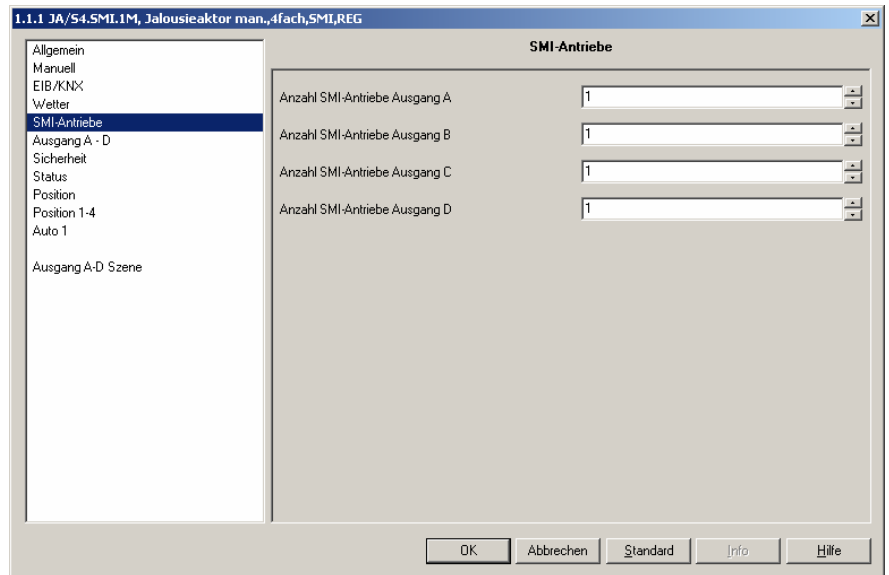 1.1.1 JA/S4.SMI.1M, Jalousieaktor man.,4fach,SMI,REG
Allgemein
Manuell
EIB/KNX
Wetter
SMI-Antriebe
Ausgang A - D
Sicherheit
Status
Position
Position 1-4
Auto 1
Ausgang A-D Szene
SMI-Antriebe
Anzahl SMI-Antriebe Ausgang A 1
Anzahl SMI-Antriebe Ausgang B 1
Anzahl SMI-Antriebe Ausgang C 1
Anzahl SMI-Antriebe Ausgang D 1
OK Abbrechen Standard Info Hilfe